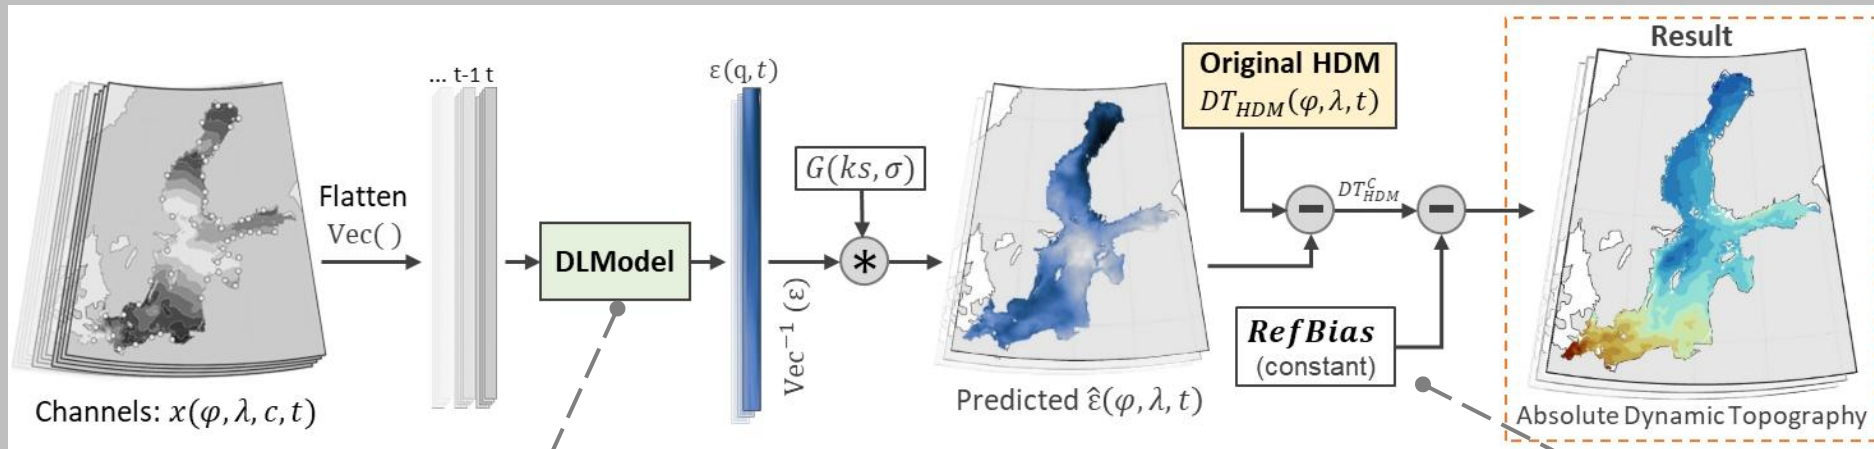 Channels: x(φ, λ, c, t)
Flatten
Vec( )
... t-1 t
DLModel
ε(q, t)
Vec⁻¹ (ε)
G(ks, σ)
*
Predicted ε̂(φ, λ, t)
Original HDM
DT_HDM(φ, λ, t)
−
DT^C_HDM
−
RefBias
(constant)
Result
Absolute Dynamic Topography